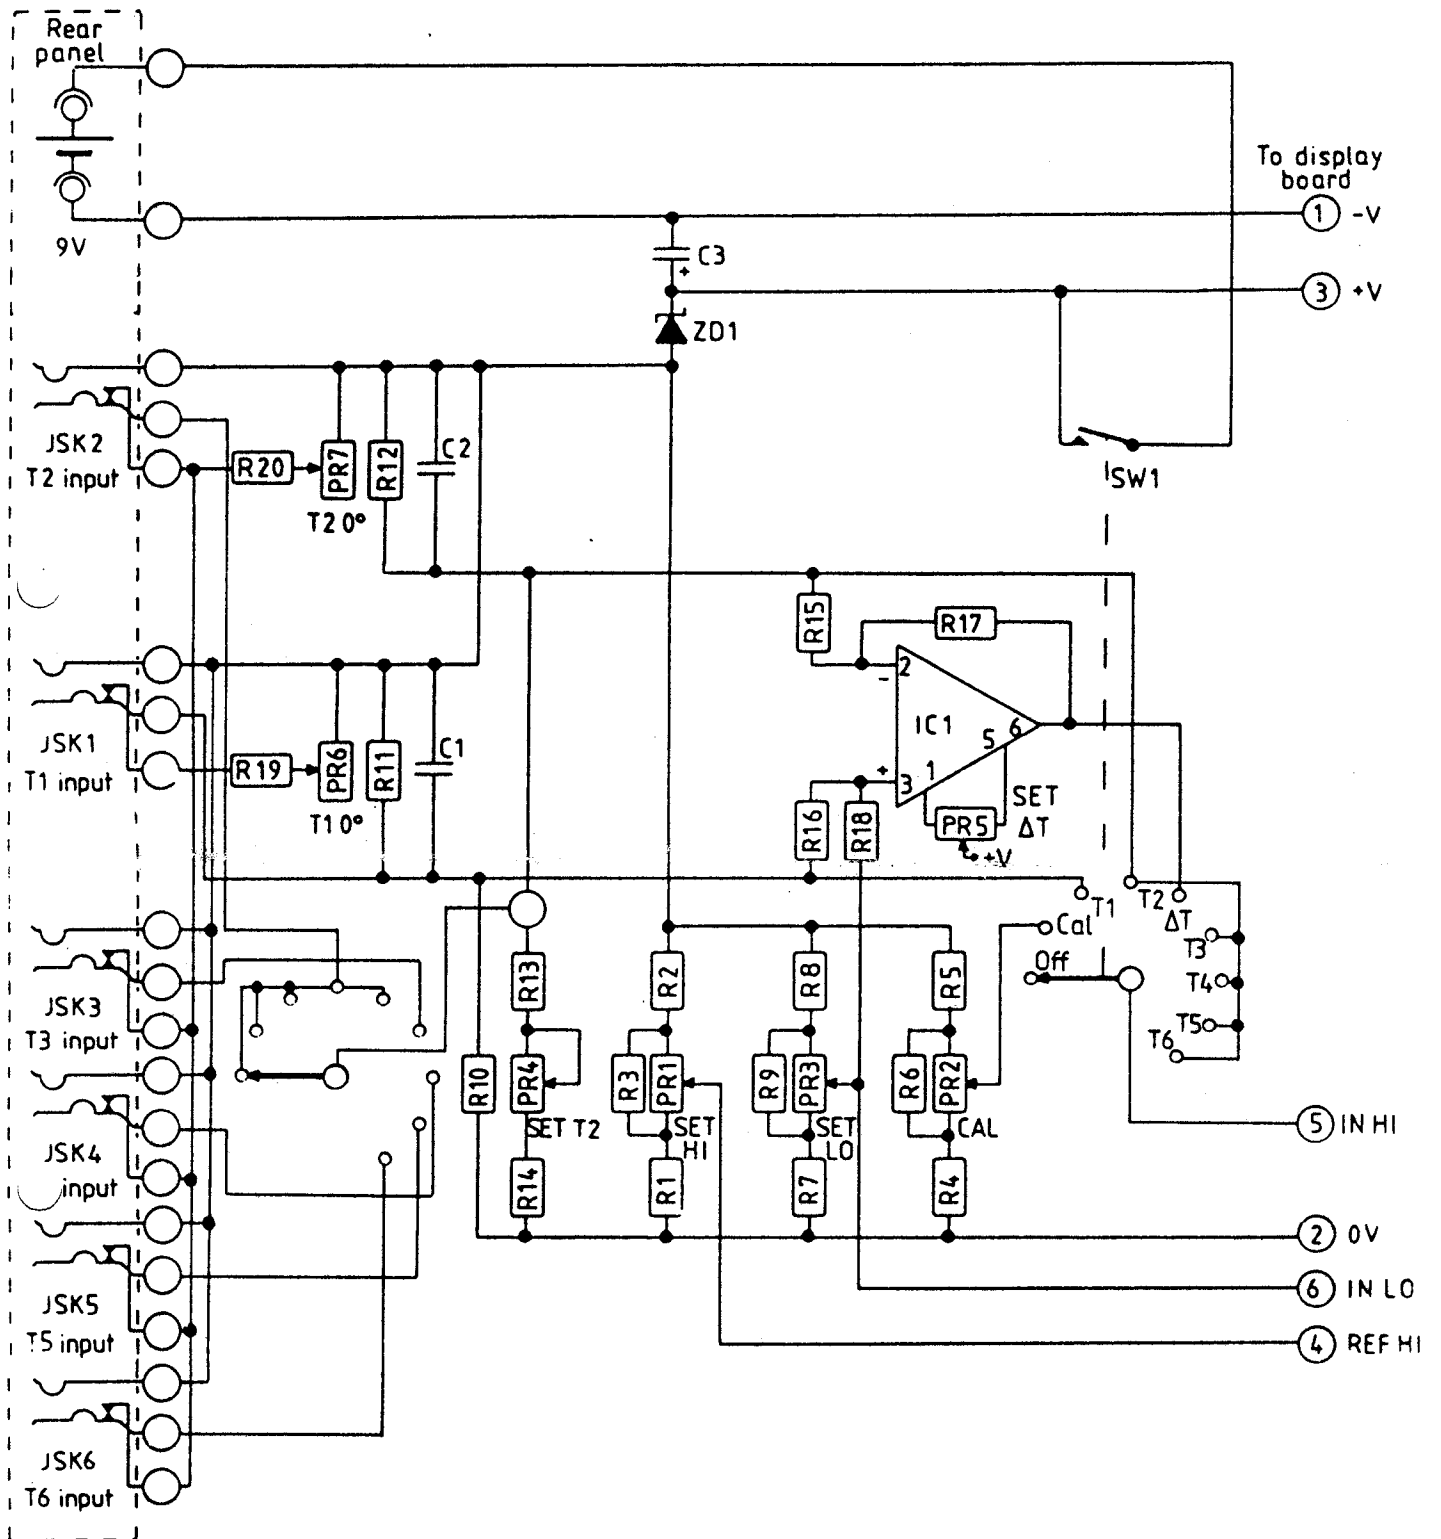 Rear
panel
9V
To display
board
1 -V
3 +V
C3
+
ZD1
JSK2
T2 input
R20
PR7
R12
C2
T2 0°
SW1
R15
R17
2
-
IC1
5
6
+
3
1
SET
ΔT
PR5
+V
R16
R18
JSK1
T1 input
R19
PR6
R11
C1
T1 0°
T1
T2
ΔT
T3
T4
T5
T6
Cal
Off
JSK3
T3 input
R13
R2
R8
R5
R10
PR4
R3
PR1
R9
PR3
R6
PR2
SET T2
SET
HI
SET
LO
CAL
R14
R1
R7
R4
JSK4
input
5 IN HI
2 0V
6 IN LO
4 REF HI
JSK5
T5 input
JSK6
T6 input